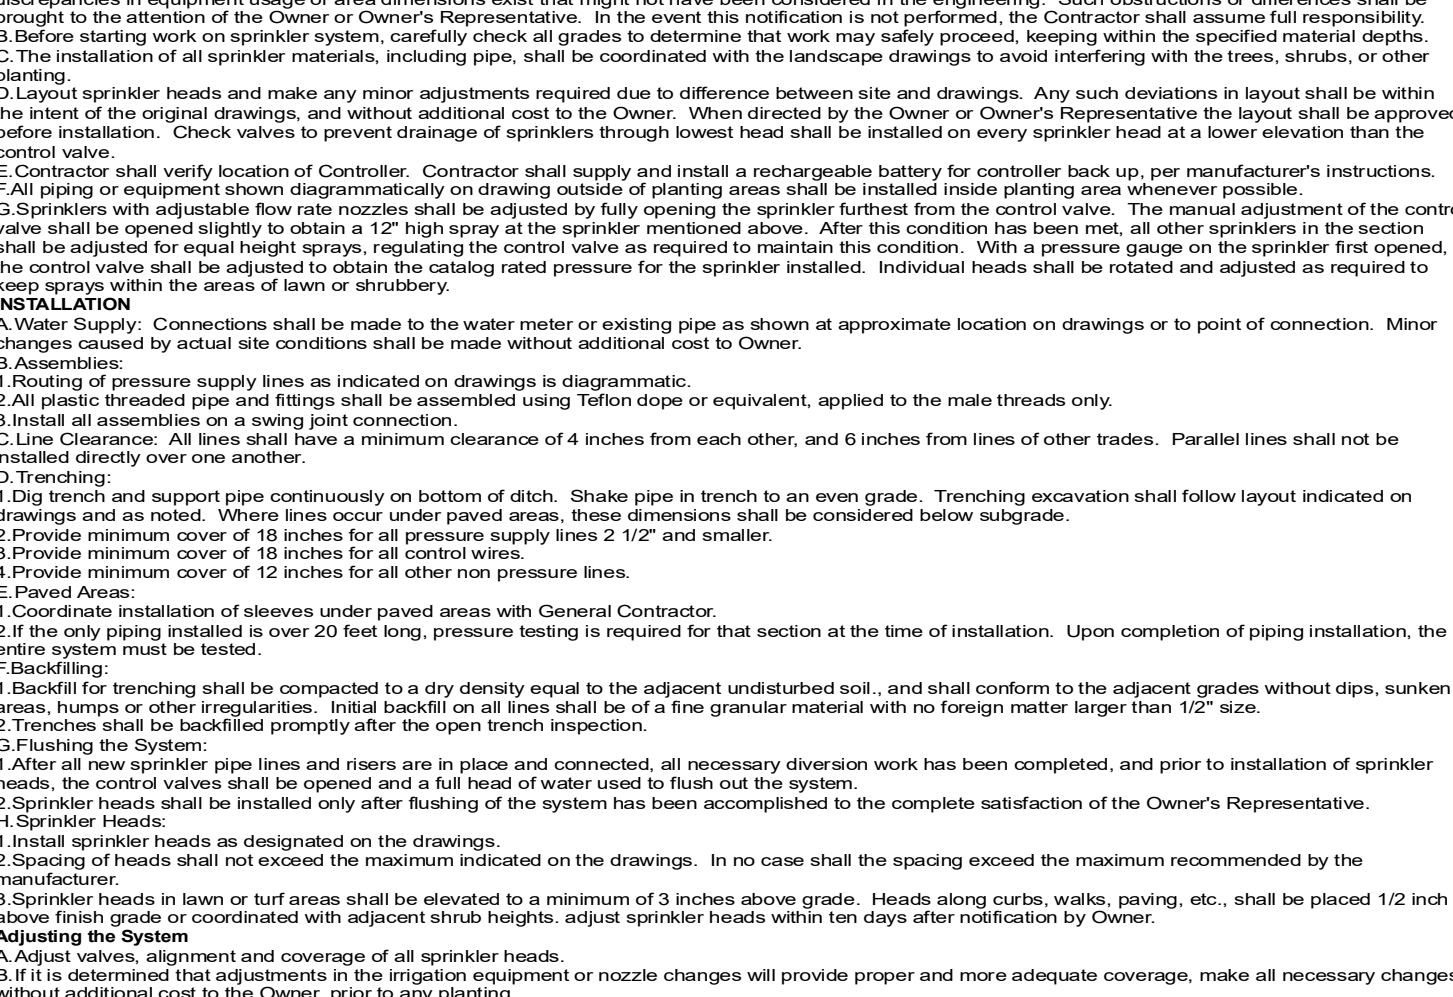 discrepancies in equipment usage or area dimensions exist that might not have been considered in the engineering.  Such obstructions or differences shall be
brought to the attention of the Owner or Owner's Representative.  In the event this notification is not performed, the Contractor shall assume full responsibility.
B.Before starting work on sprinkler system, carefully check all grades to determine that work may safely proceed, keeping within the specified material depths.
C.The installation of all sprinkler materials, including pipe, shall be coordinated with the landscape drawings to avoid interfering with the trees, shrubs, or other
planting.
D.Layout sprinkler heads and make any minor adjustments required due to difference between site and drawings.  Any such deviations in layout shall be within
the intent of the original drawings, and without additional cost to the Owner.  When directed by the Owner or Owner's Representative the layout shall be approved
before installation.  Check valves to prevent drainage of sprinklers through lowest head shall be installed on every sprinkler head at a lower elevation than the
control valve.
E.Contractor shall verify location of Controller.  Contractor shall supply and install a rechargeable battery for controller back up, per manufacturer's instructions.
F.All piping or equipment shown diagrammatically on drawing outside of planting areas shall be installed inside planting area whenever possible.
G.Sprinklers with adjustable flow rate nozzles shall be adjusted by fully opening the sprinkler furthest from the control valve.  The manual adjustment of the contro
valve shall be opened slightly to obtain a 12" high spray at the sprinkler mentioned above.  After this condition has been met, all other sprinklers in the section
shall be adjusted for equal height sprays, regulating the control valve as required to maintain this condition.  With a pressure gauge on the sprinkler first opened,
the control valve shall be adjusted to obtain the catalog rated pressure for the sprinkler installed.  Individual heads shall be rotated and adjusted as required to
keep sprays within the areas of lawn or shrubbery.
INSTALLATION
A.Water Supply:  Connections shall be made to the water meter or existing pipe as shown at approximate location on drawings or to point of connection.  Minor
changes caused by actual site conditions shall be made without additional cost to Owner.
B.Assemblies:
1.Routing of pressure supply lines as indicated on drawings is diagrammatic.
2.All plastic threaded pipe and fittings shall be assembled using Teflon dope or equivalent, applied to the male threads only.
3.Install all assemblies on a swing joint connection.
C.Line Clearance:  All lines shall have a minimum clearance of 4 inches from each other, and 6 inches from lines of other trades.  Parallel lines shall not be
installed directly over one another.
D.Trenching:
1.Dig trench and support pipe continuously on bottom of ditch.  Shake pipe in trench to an even grade.  Trenching excavation shall follow layout indicated on
drawings and as noted.  Where lines occur under paved areas, these dimensions shall be considered below subgrade.
2.Provide minimum cover of 18 inches for all pressure supply lines 2 1/2" and smaller.
3.Provide minimum cover of 18 inches for all control wires.
4.Provide minimum cover of 12 inches for all other non pressure lines.
E.Paved Areas:
1.Coordinate installation of sleeves under paved areas with General Contractor.
2.If the only piping installed is over 20 feet long, pressure testing is required for that section at the time of installation.  Upon completion of piping installation, the
entire system must be tested.
F.Backfilling:
1.Backfill for trenching shall be compacted to a dry density equal to the adjacent undisturbed soil., and shall conform to the adjacent grades without dips, sunken
areas, humps or other irregularities.  Initial backfill on all lines shall be of a fine granular material with no foreign matter larger than 1/2" size.
2.Trenches shall be backfilled promptly after the open trench inspection.
G.Flushing the System:
1.After all new sprinkler pipe lines and risers are in place and connected, all necessary diversion work has been completed, and prior to installation of sprinkler
heads, the control valves shall be opened and a full head of water used to flush out the system.
2.Sprinkler heads shall be installed only after flushing of the system has been accomplished to the complete satisfaction of the Owner's Representative.
H.Sprinkler Heads:
1.Install sprinkler heads as designated on the drawings.
2.Spacing of heads shall not exceed the maximum indicated on the drawings.  In no case shall the spacing exceed the maximum recommended by the
manufacturer.
3.Sprinkler heads in lawn or turf areas shall be elevated to a minimum of 3 inches above grade.  Heads along curbs, walks, paving, etc., shall be placed 1/2 inch
above finish grade or coordinated with adjacent shrub heights. adjust sprinkler heads within ten days after notification by Owner.
Adjusting the System
A.Adjust valves, alignment and coverage of all sprinkler heads.
B.If it is determined that adjustments in the irrigation equipment or nozzle changes will provide proper and more adequate coverage, make all necessary changes
without additional cost to the Owner, prior to any planting.